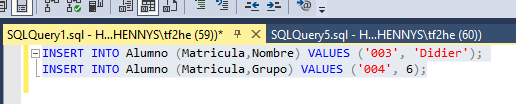 SQLQuery1.sql - H...HENNYS\tf2he (59))*
SQLQuery5.sql - H...HENNYS\tf2he (60))
INSERT INTO Alumno (Matricula,Nombre) VALUES ('003', 'Didier');
INSERT INTO Alumno (Matricula,Grupo) VALUES ('004', 6);